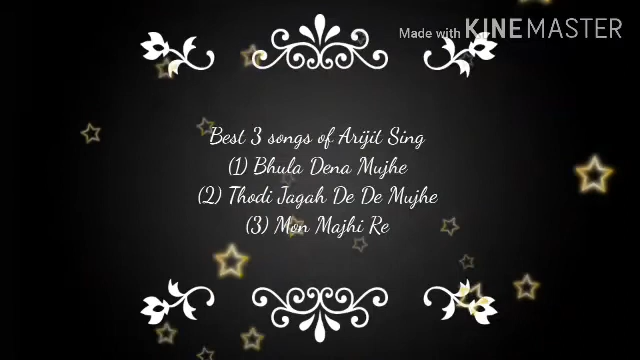 Made with KINEMASTER
Best 3 songs of Arijit Sing
(1) Bhula Dena Mujhe
(2) Thodi Jagah De De Mujhe
(3) Mon Majhi Re